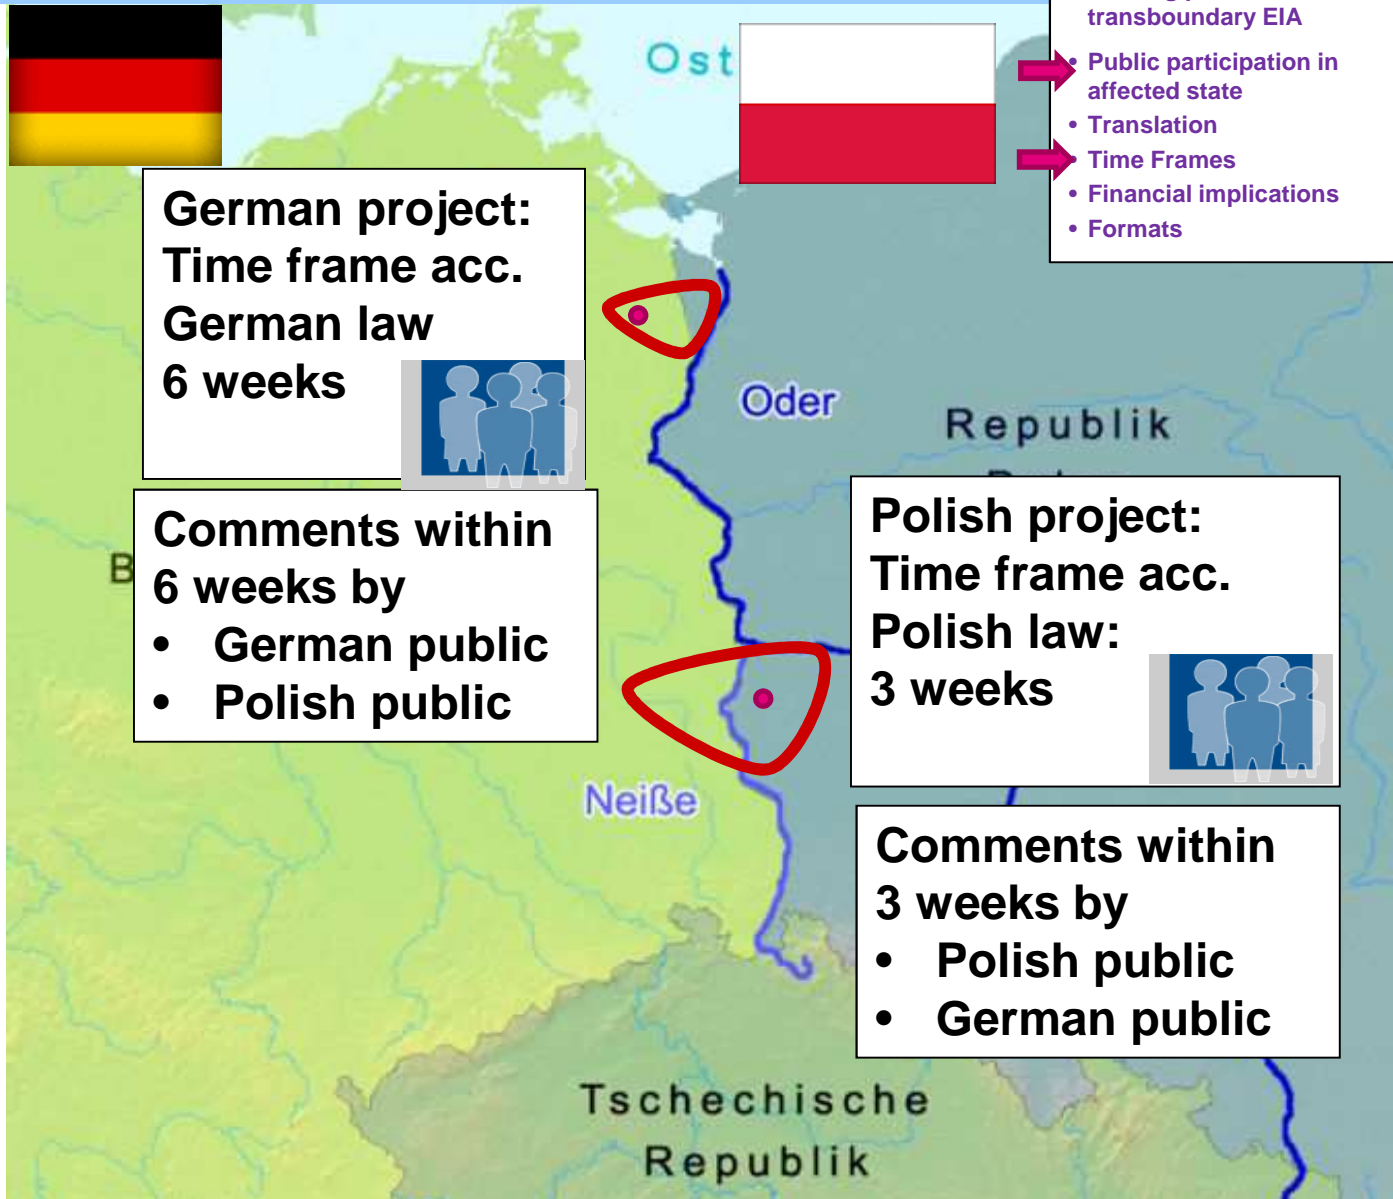 transboundary EIA
• Public participation in
affected state
• Translation
• Time Frames
• Financial implications
• Formats
Ost
German project:
Time frame acc.
German law
6 weeks
Oder
Republik
Comments within
6 weeks by
• German public
• Polish public
B
Polish project:
Time frame acc.
Polish law:
3 weeks
Neiße
Comments within
3 weeks by
• Polish public
• German public
Tschechische
Republik